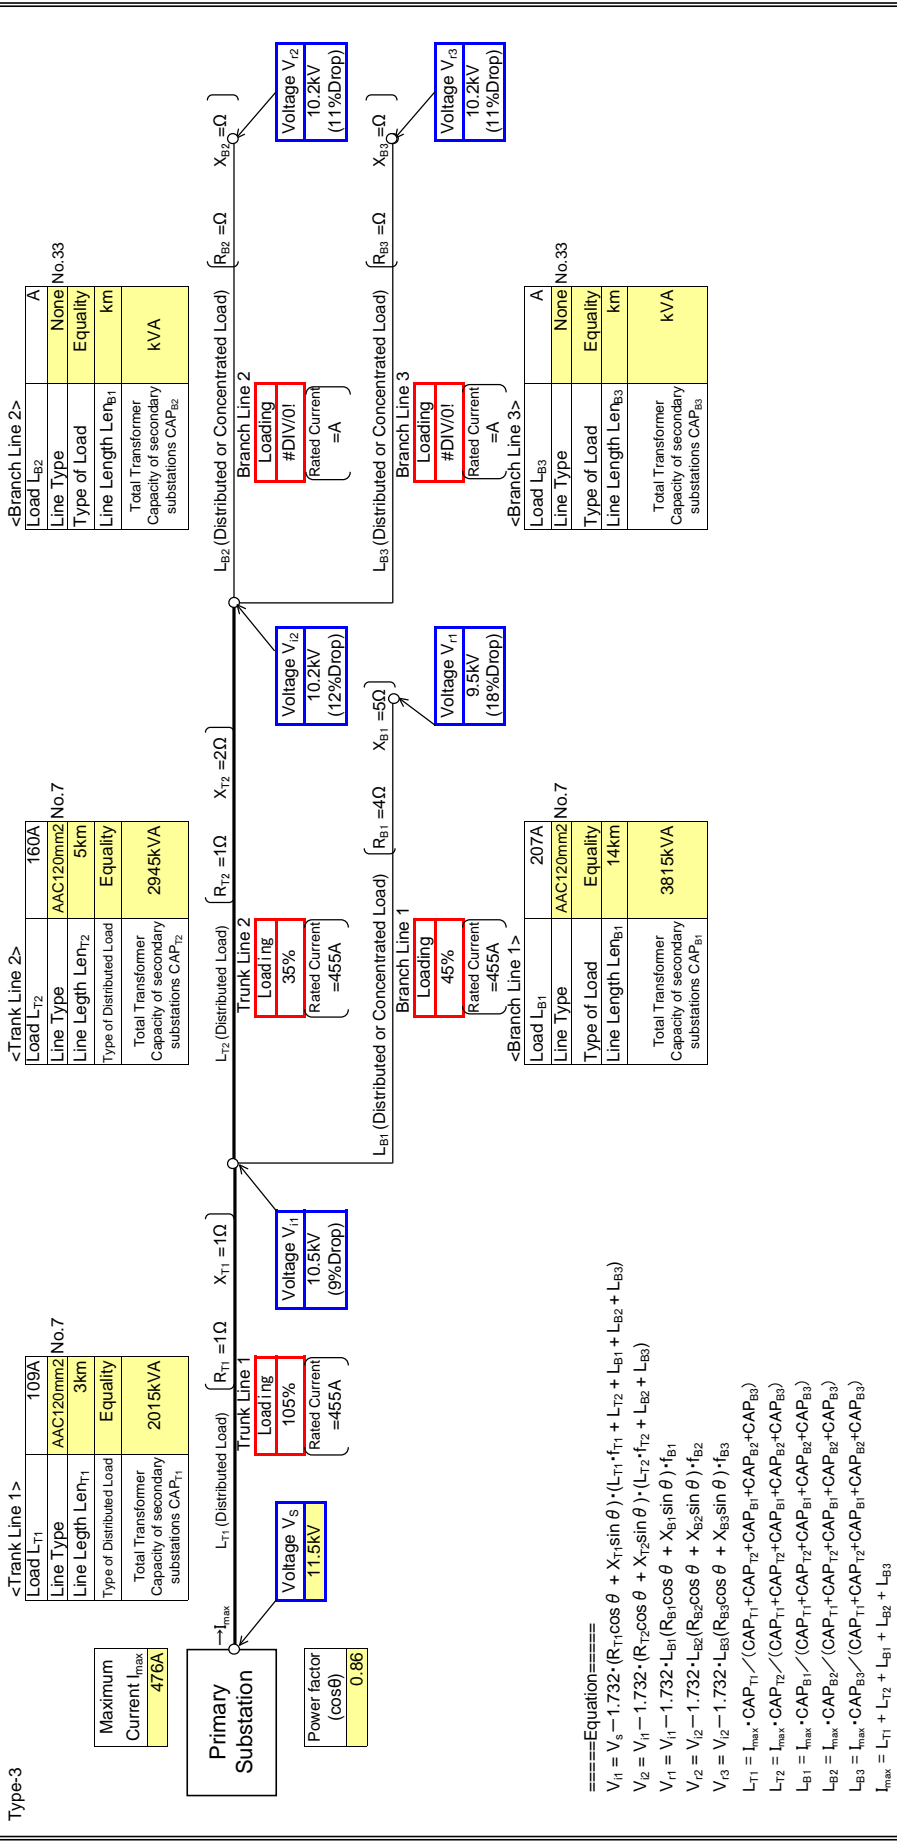 Type-3
Maximum
Current Imax
476A
Primary
Substation
Power factor
(cosθ)
0.86
→Imax
Voltage VS
11.5kV
<Trank Line 1>
Load LT1 109A
Line Type AAC120mm2 No.7
Line Legth LenT1 3km
Type of Distributed Load Equality
Total Transformer
Capacity of secondary
substations CAPT1
2015kVA
LT1 (Distributed Load) (RT1 =1Ω XT1 =1Ω)
Trunk Line 1
Loading
105%
(Rated Current
=455A)
Voltage Vi1
10.5kV
(9%Drop)
<Trank Line 2>
Load LT2 160A
Line Type AAC120mm2 No.7
Line Legth LenT2 5km
Type of Distributed Load Equality
Total Transformer
Capacity of secondary
substations CAPT2
2945kVA
LT2 (Distributed Load) (RT2 =1Ω XT2 =2Ω)
Trunk Line 2
Loading
35%
(Rated Current
=455A)
Voltage Vi2
10.2kV
(12%Drop)
LB1 (Distributed or Concentrated Load) (RB1 =4Ω XB1 =5Ω)
Branch Line 1
Loading
45%
(Rated Current
=455A)
Voltage Vr1
9.5kV
(18%Drop)
<Branch Line 1>
Load LB1 207A
Line Type AAC120mm2 No.7
Type of Load Equality
Line Length LenB1 14km
Total Transformer
Capacity of secondary
substations CAPB1
3815kVA
<Branch Line 2>
Load LB2 A
Line Type None No.33
Type of Load Equality
Line Length LenB1 km
Total Transformer
Capacity of secondary
substations CAPB2
kVA
LB2 (Distributed or Concentrated Load) (RB2 =Ω XB2 =Ω)
Branch Line 2
Loading
#DIV/0!
(Rated Current
=A)
Voltage Vr2
10.2kV
(11%Drop)
LB3 (Distributed or Concentrated Load) (RB3 =Ω XB3 =Ω)
Branch Line 3
Loading
#DIV/0!
(Rated Current
=A)
Voltage Vr3
10.2kV
(11%Drop)
<Branch Line 3>
Load LB3 A
Line Type None No.33
Type of Load Equality
Line Length LenB3 km
Total Transformer
Capacity of secondary
substations CAPB3
kVA
=====Equation=====
Vi1 = Vs－1.732・(RT1cos θ + XT1sin θ)・(LT1・fT1 + LT2 + LB1 + LB2 + LB3)
Vi2 = Vi1－1.732・(RT2cos θ + XT2sin θ)・(LT2・fT2 + LB2 + LB3)
Vr1 = Vi1－1.732・LB1(RB1cos θ + XB1sin θ)・fB1
Vr2 = Vi2－1.732・LB2(RB2cos θ + XB2sin θ)・fB2
Vr3 = Vi2－1.732・LB3(RB3cos θ + XB3sin θ)・fB3
LT1 = Imax・CAPT1／(CAPT1+CAPT2+CAPB1+CAPB2+CAPB3)
LT2 = Imax・CAPT2／(CAPT1+CAPT2+CAPB1+CAPB2+CAPB3)
LB1 = Imax・CAPB1／(CAPT1+CAPT2+CAPB1+CAPB2+CAPB3)
LB2 = Imax・CAPB2／(CAPT1+CAPT2+CAPB1+CAPB2+CAPB3)
LB3 = Imax・CAPB3／(CAPT1+CAPT2+CAPB1+CAPB2+CAPB3)
Imax = LT1 + LT2 + LB1 + LB2 + LB3